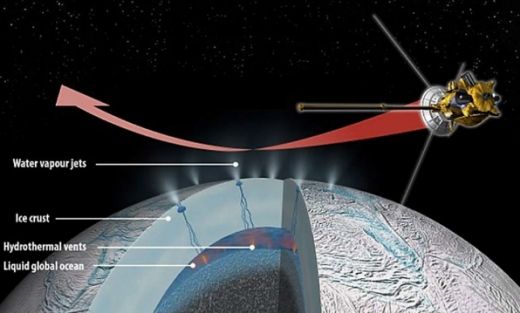 Water vapour jets
Ice crust
Hydrothermal vents
Liquid global ocean